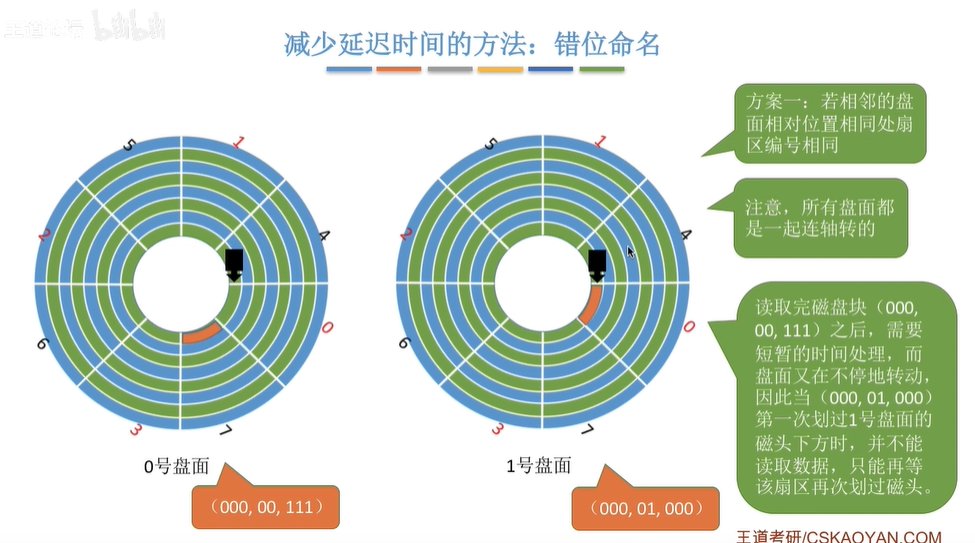 bilibili
减少延迟时间的方法：错位命名
方案一：若相邻的盘
面相对位置相同处扇
区编号相同
注意，所有盘面都
是一起连轴转的
读取完磁盘块（000,
00, 111）之后，需要
短暂的时间处理，而
盘面又在不停地转动，
因此当（000, 01, 000）
第一次划过1号盘面的
磁头下方时，并不能
读取数据，只能再等
该扇区再次划过磁头。
5
1
2
4
6
0
3
7
5
1
2
4
6
0
3
7
0号盘面
1号盘面
（000, 00, 111）
（000, 01, 000）
王道考研/CSKAOYAN.COM